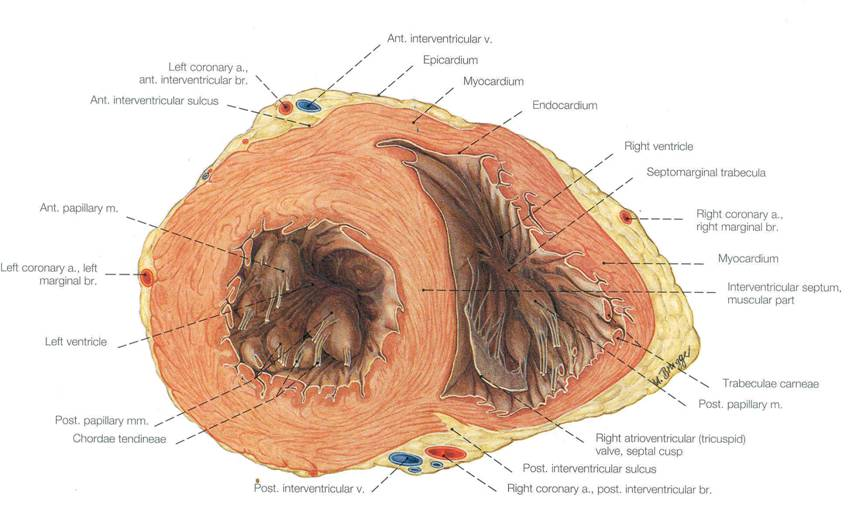 Ant. interventricular v.
Left coronary a.,
ant. interventricular br.
Epicardium
Myocardium
Ant. interventricular sulcus
Endocardium
Right ventricle
Septomarginal trabecula
Ant. papillary m.
Right coronary a.,
right marginal br.
Left coronary a., left
marginal br.
Myocardium
Interventricular septum,
muscular part
Left ventricle
Trabeculae carneae
Post. papillary m.
Post. papillary mm.
Chordae tendineae
Right atrioventricular (tricuspid)
valve, septal cusp
Post. interventricular sulcus
Post. interventricular v.
Right coronary a., post. interventricular br.